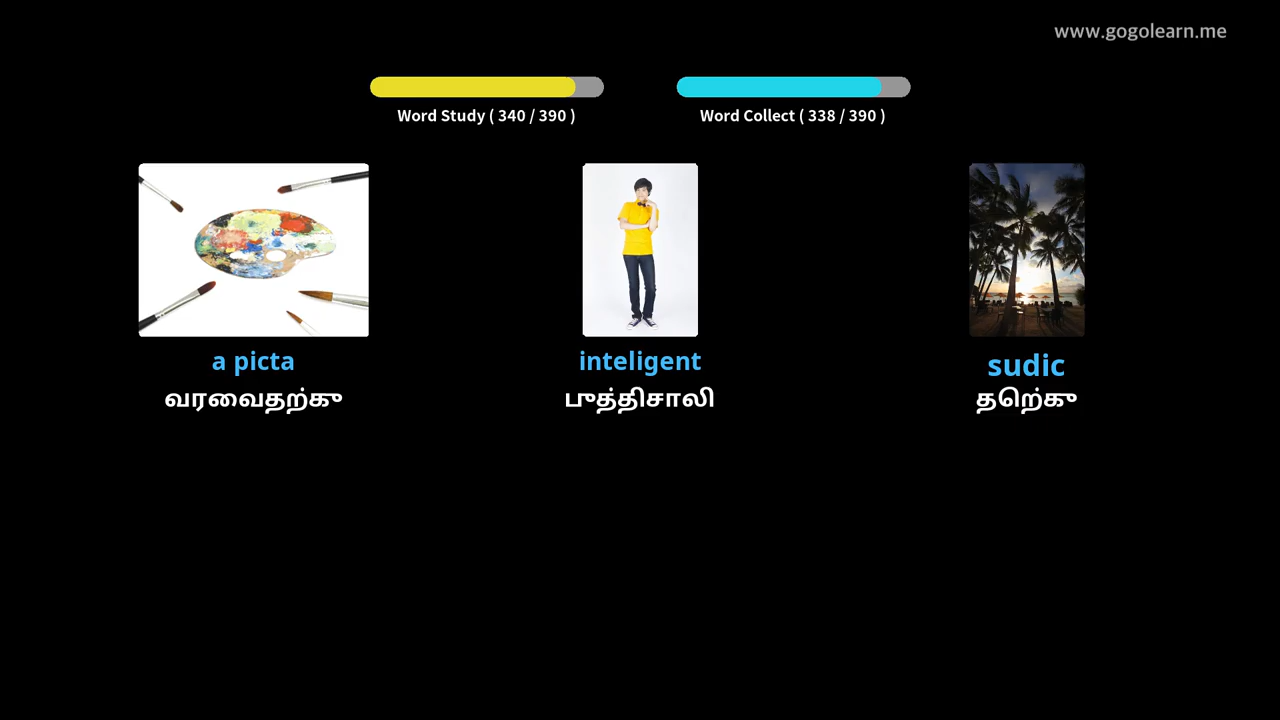 www.gogolearn.me
Word Study ( 340 / 390 )
Word Collect ( 338 / 390 )
a picta
inteligent
sudic
வரவைதற்கு
புத்திசாலி
தறெ்கு